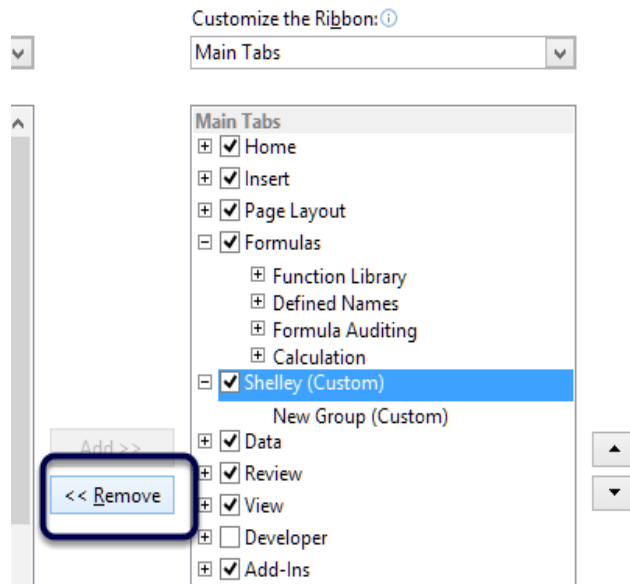 Customize the Ribbon:
Main Tabs
Main Tabs
Home
Insert
Page Layout
Formulas
Function Library
Defined Names
Formula Auditing
Calculation
Shelley (Custom)
New Group (Custom)
Add >>
Data
Review
<< Remove
View
Developer
Add-Ins